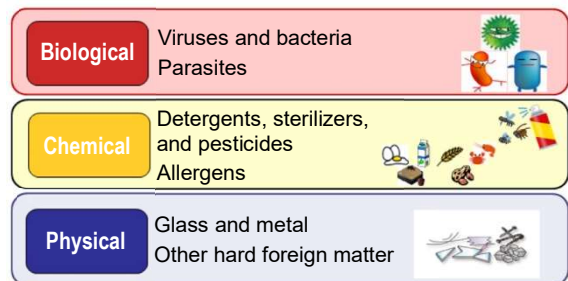 Biological
Viruses and bacteria
Parasites
Chemical
Detergents, sterilizers,
and pesticides
Allergens
Physical
Glass and metal
Other hard foreign matter